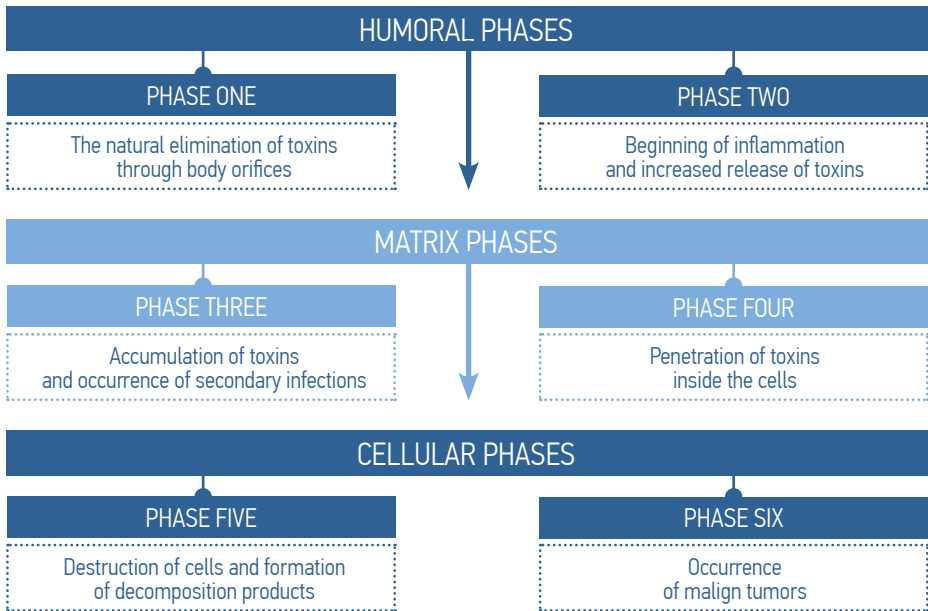 HUMORAL PHASES
PHASE ONE
The natural elimination of toxins
through body orifices
PHASE TWO
Beginning of inflammation
and increased release of toxins
MATRIX PHASES
PHASE THREE
Accumulation of toxins
and occurrence of secondary infections
PHASE FOUR
Penetration of toxins
inside the cells
CELLULAR PHASES
PHASE FIVE
Destruction of cells and formation
of decomposition products
PHASE SIX
Occurrence
of malign tumors